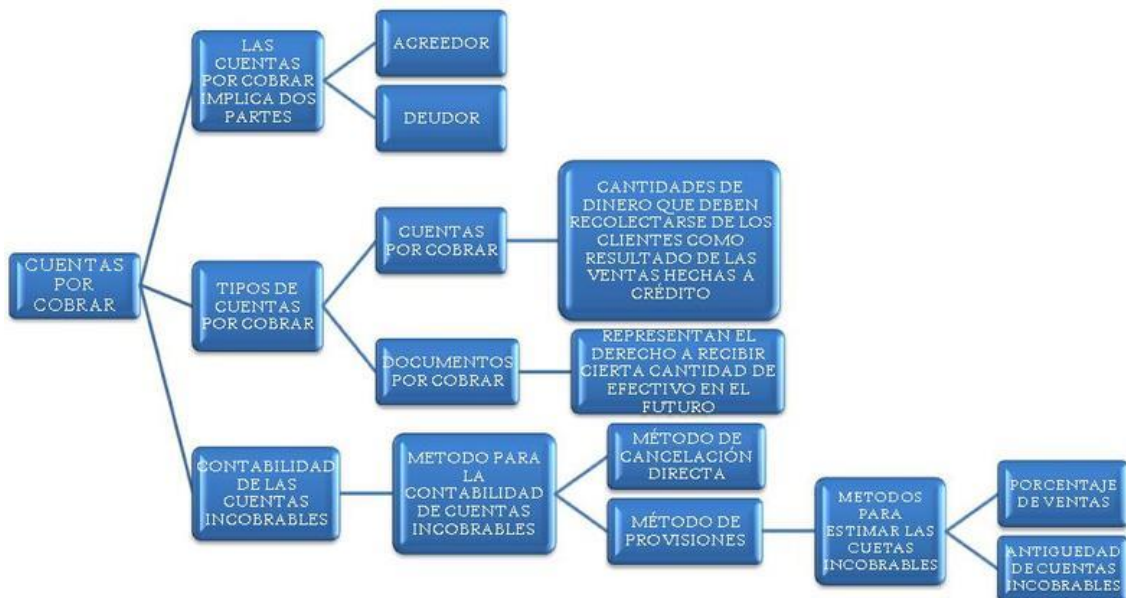 LAS
CUENTAS
POR COBRAR
IMPLICA DOS
PARTES
ACREEDOR
DEUDOR
CUENTAS
POR
COBRAR
TIPOS DE
CUENTAS
POR COBRAR
CUENTAS
POR COBRAR
CANTIDADES DE
DINERO QUE DEBEN
RECOLECTARSE DE LOS
CLIENTES COMO
RESULTADO DE LAS
VENTAS HECHAS A
CRÉDITO
DOCUMENTOS
POR COBRAR
REPRESENTAN EL
DERECHO A RECIBIR
CIERTA CANTIDAD DE
EFECTIVO EN EL
FUTURO
CONTABILIDAD
DE LAS
CUENTAS
INCOBRABLES
METODO PARA
LA
CONTABILIDAD
DE CUENTAS
INCOBRABLES
MÉTODO DE
CANCELACIÓN
DIRECTA
MÉTODO DE
PROVISIONES
METODOS
PARA
ESTIMAR LAS
CUETAS
INCOBRABLES
PORCENTAJE
DE VENTAS
ANTIGUEDAD
DE CUENTAS
INCOBRABLES